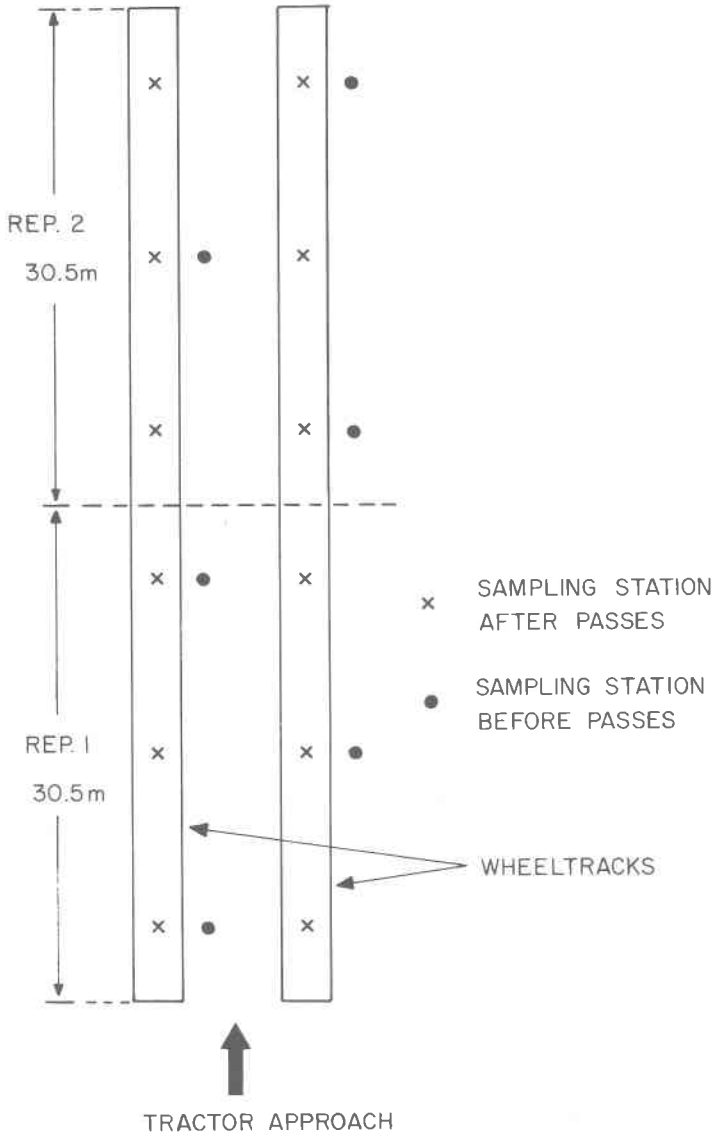 REP. 2
30.5m
SAMPLING STATION
AFTER PASSES
SAMPLING STATION
BEFORE PASSES
REP. 1
30.5m
WHEELTRACKS
TRACTOR APPROACH